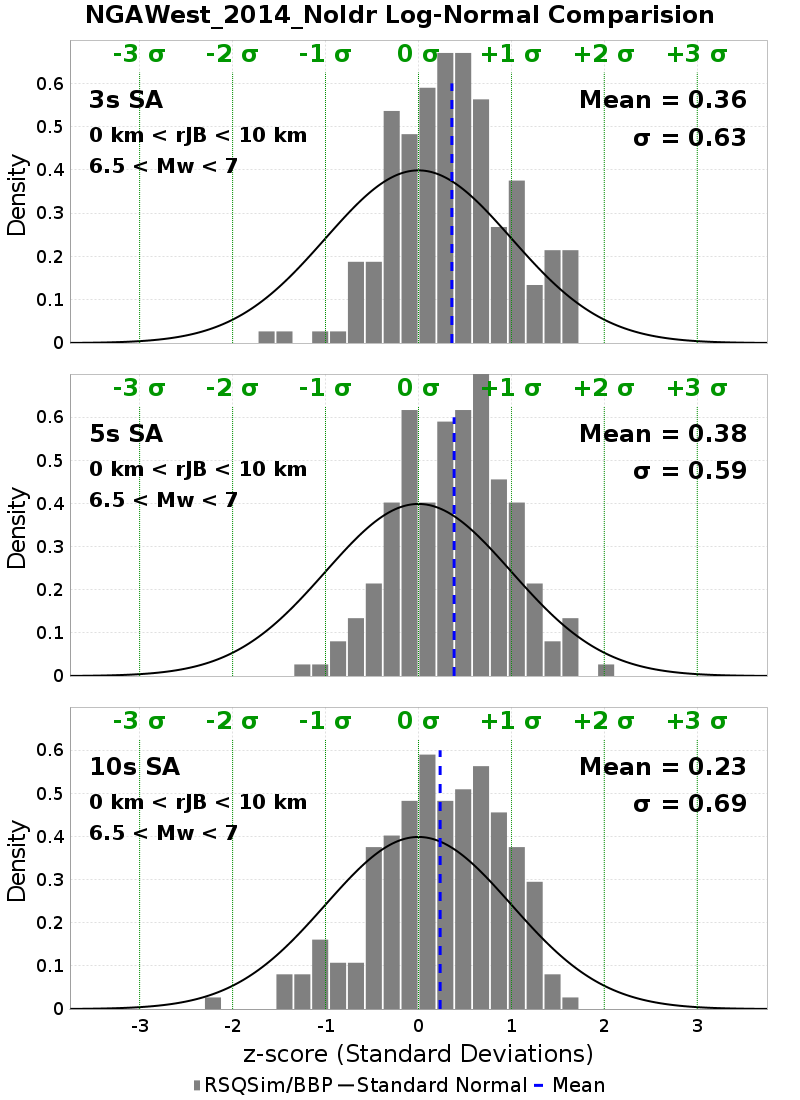 NGAWest_2014_NoIdr Log-Normal Comparision
-3 σ -2 σ -1 σ 0 σ +1 σ +2 σ +3 σ
3s SA
0 km < rJB < 10 km
6.5 < Mw < 7
Mean = 0.36
σ = 0.63
Density
0.6
0.5
0.4
0.3
0.2
0.1
0
-3 σ -2 σ -1 σ 0 σ +1 σ +2 σ +3 σ
5s SA
0 km < rJB < 10 km
6.5 < Mw < 7
Mean = 0.38
σ = 0.59
Density
0.6
0.5
0.4
0.3
0.2
0.1
0
-3 σ -2 σ -1 σ 0 σ +1 σ +2 σ +3 σ
10s SA
0 km < rJB < 10 km
6.5 < Mw < 7
Mean = 0.23
σ = 0.69
Density
0.6
0.5
0.4
0.3
0.2
0.1
0
-3 -2 -1 0 1 2 3
z-score (Standard Deviations)
RSQSim/BBP Standard Normal Mean